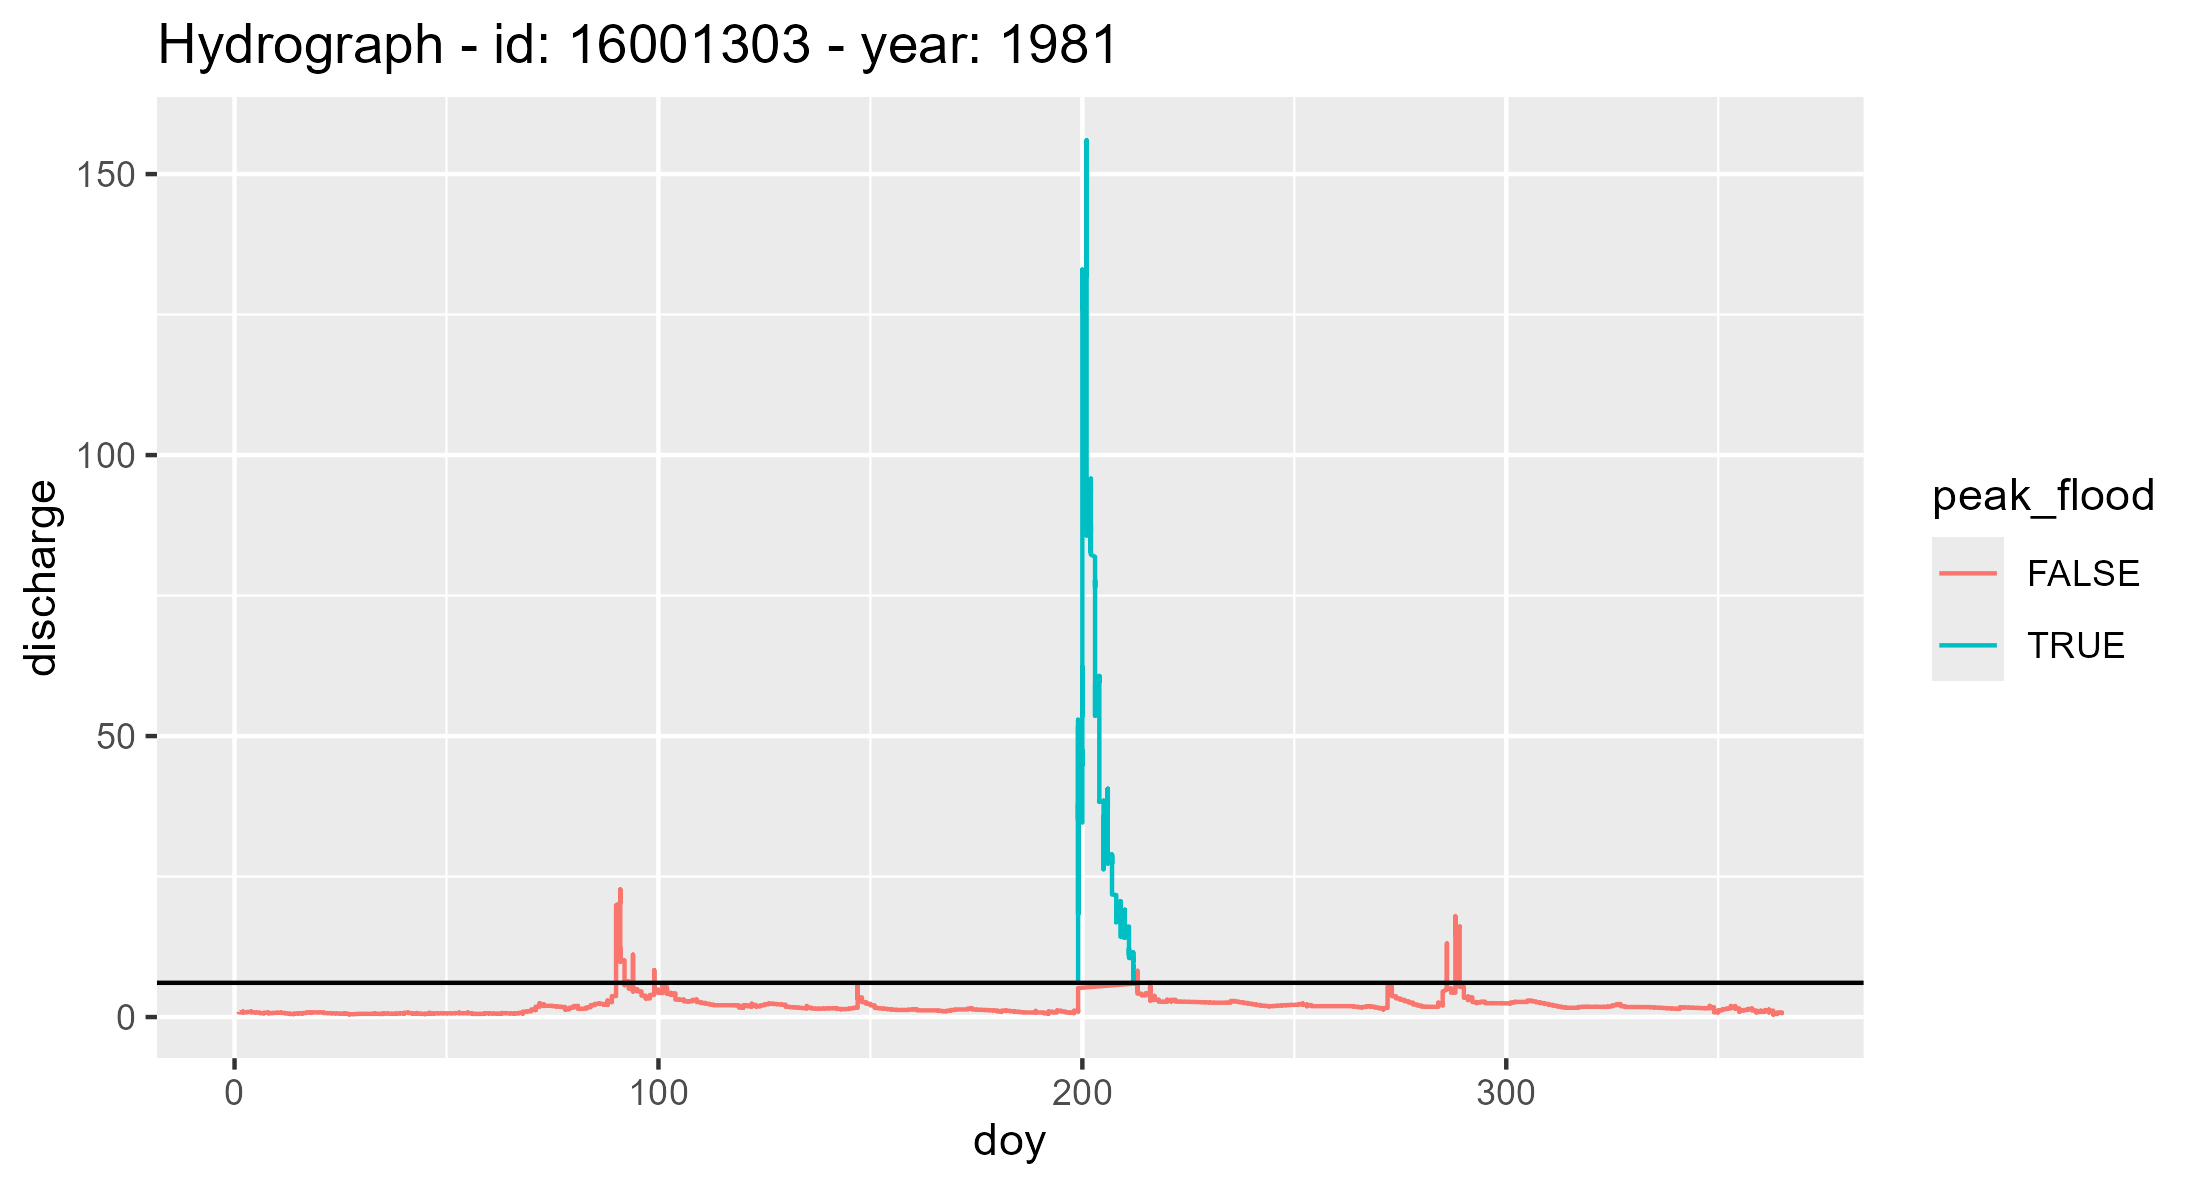 Hydrograph - id: 16001303 - year: 1981
150
100
50
0
discharge
0 100 200 300
doy
peak_flood
FALSE
TRUE